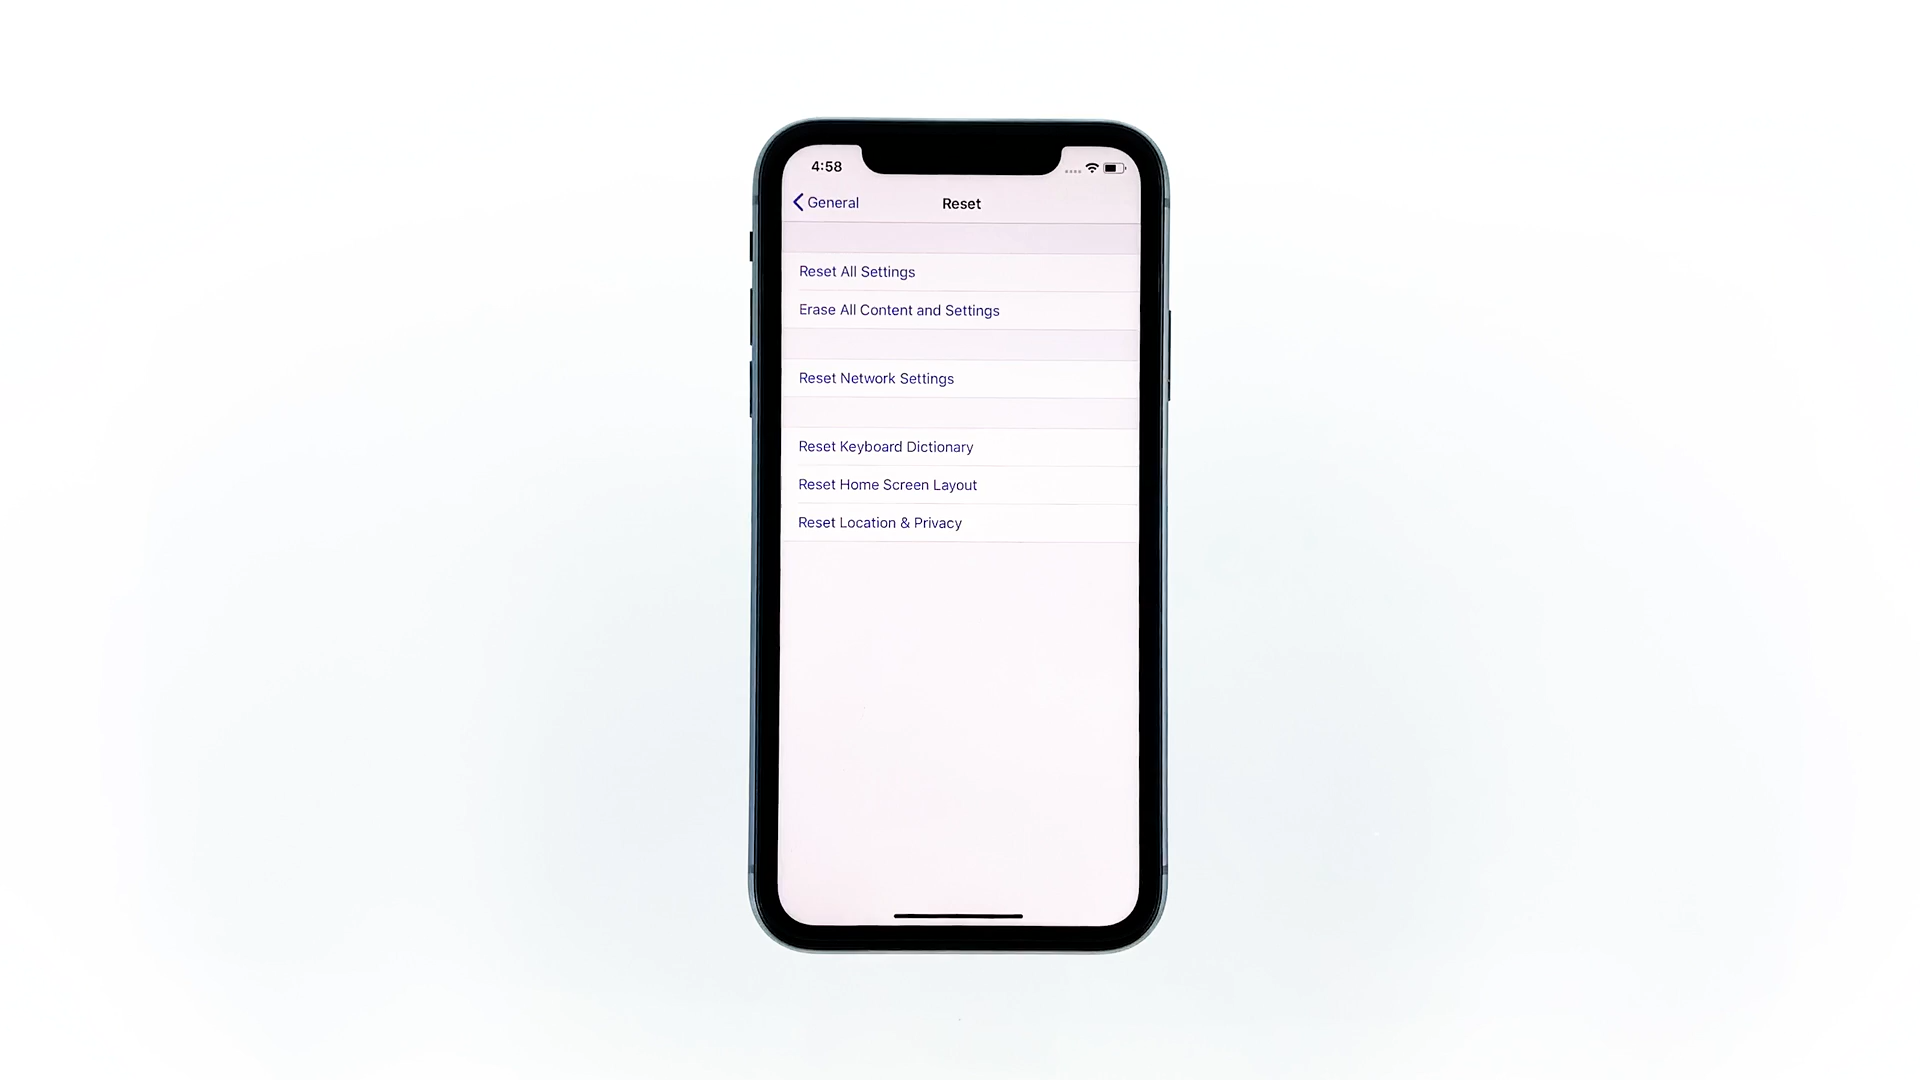 4:58
General
Reset
Reset All Settings
Erase All Content and Settings
Reset Network Settings
Reset Keyboard Dictionary
Reset Home Screen Layout
Reset Location & Privacy